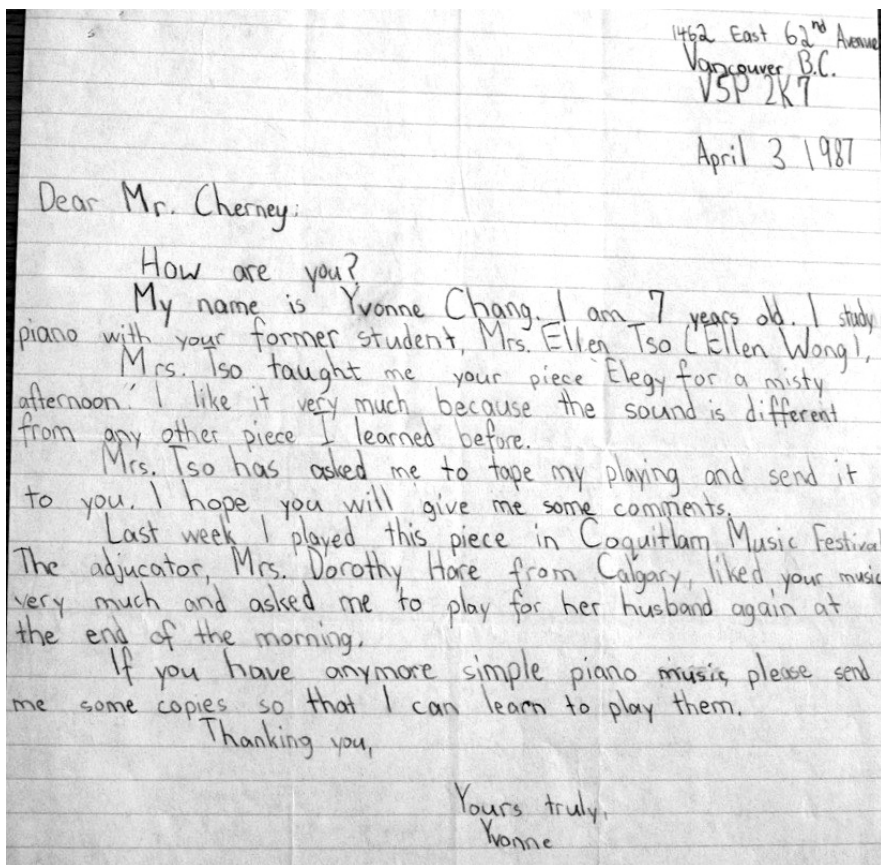 1462 East 62nd Avenue
Vancouver B.C.
V5P 2K7
April 3 1987
Dear Mr. Cherney:
How are you?
My name is Yvonne Chang. I am 7 years old. I study
piano with your former student, Mrs. Ellen Tso (Ellen Wong),
Mrs. Tso taught me your piece "Elegy for a misty
afternoon." I like it very much because the sound is different
from any other piece I learned before.
Mrs. Tso has asked me to tape my playing and send it
to you. I hope you will give me some comments.
Last week I played this piece in Coquitlam Music Festival
The adjucator, Mrs. Dorothy Hare from Calgary, liked your music
very much and asked me to play for her husband again at
the end of the morning.
If you have anymore simple piano music, please send
me some copies so that I can learn to play them.
Thanking you,
Yours truly,
Yvonne